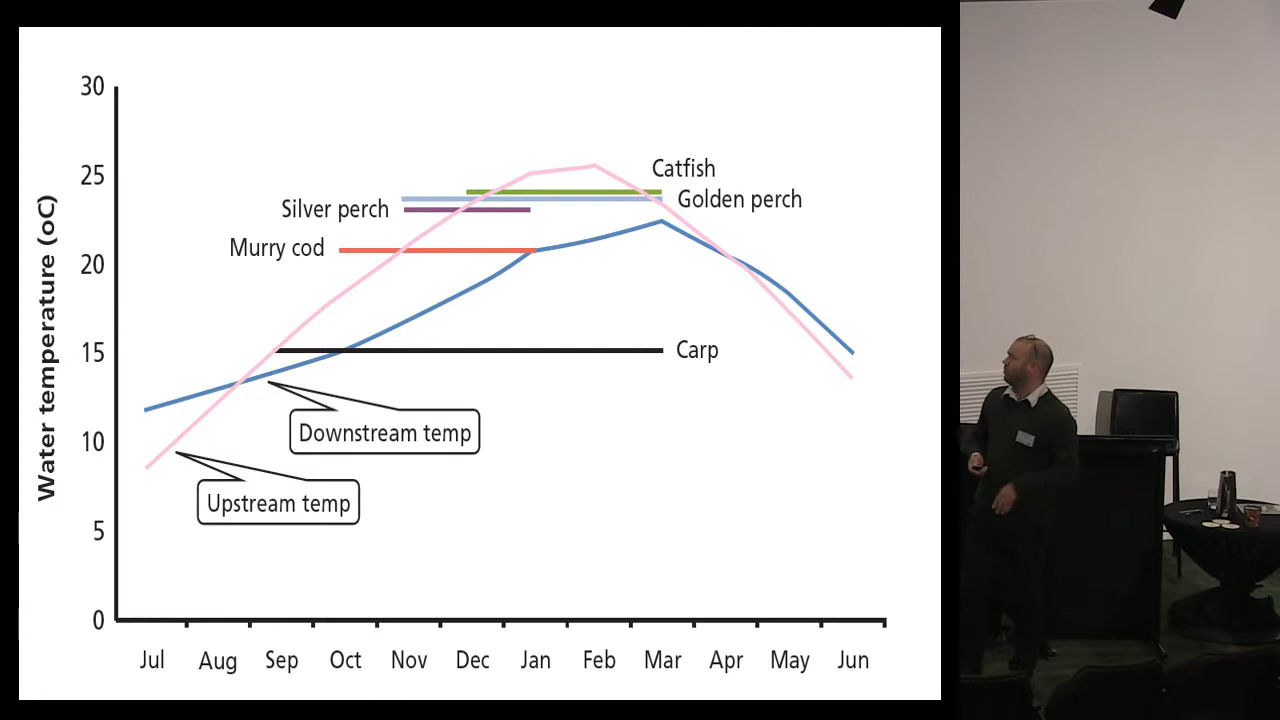 Water temperature (oC)
30
25
20
15
10
5
0
Catfish
Golden perch
Silver perch
Murry cod
Carp
Downstream temp
Upstream temp
Jul Aug Sep Oct Nov Dec Jan Feb Mar Apr May Jun